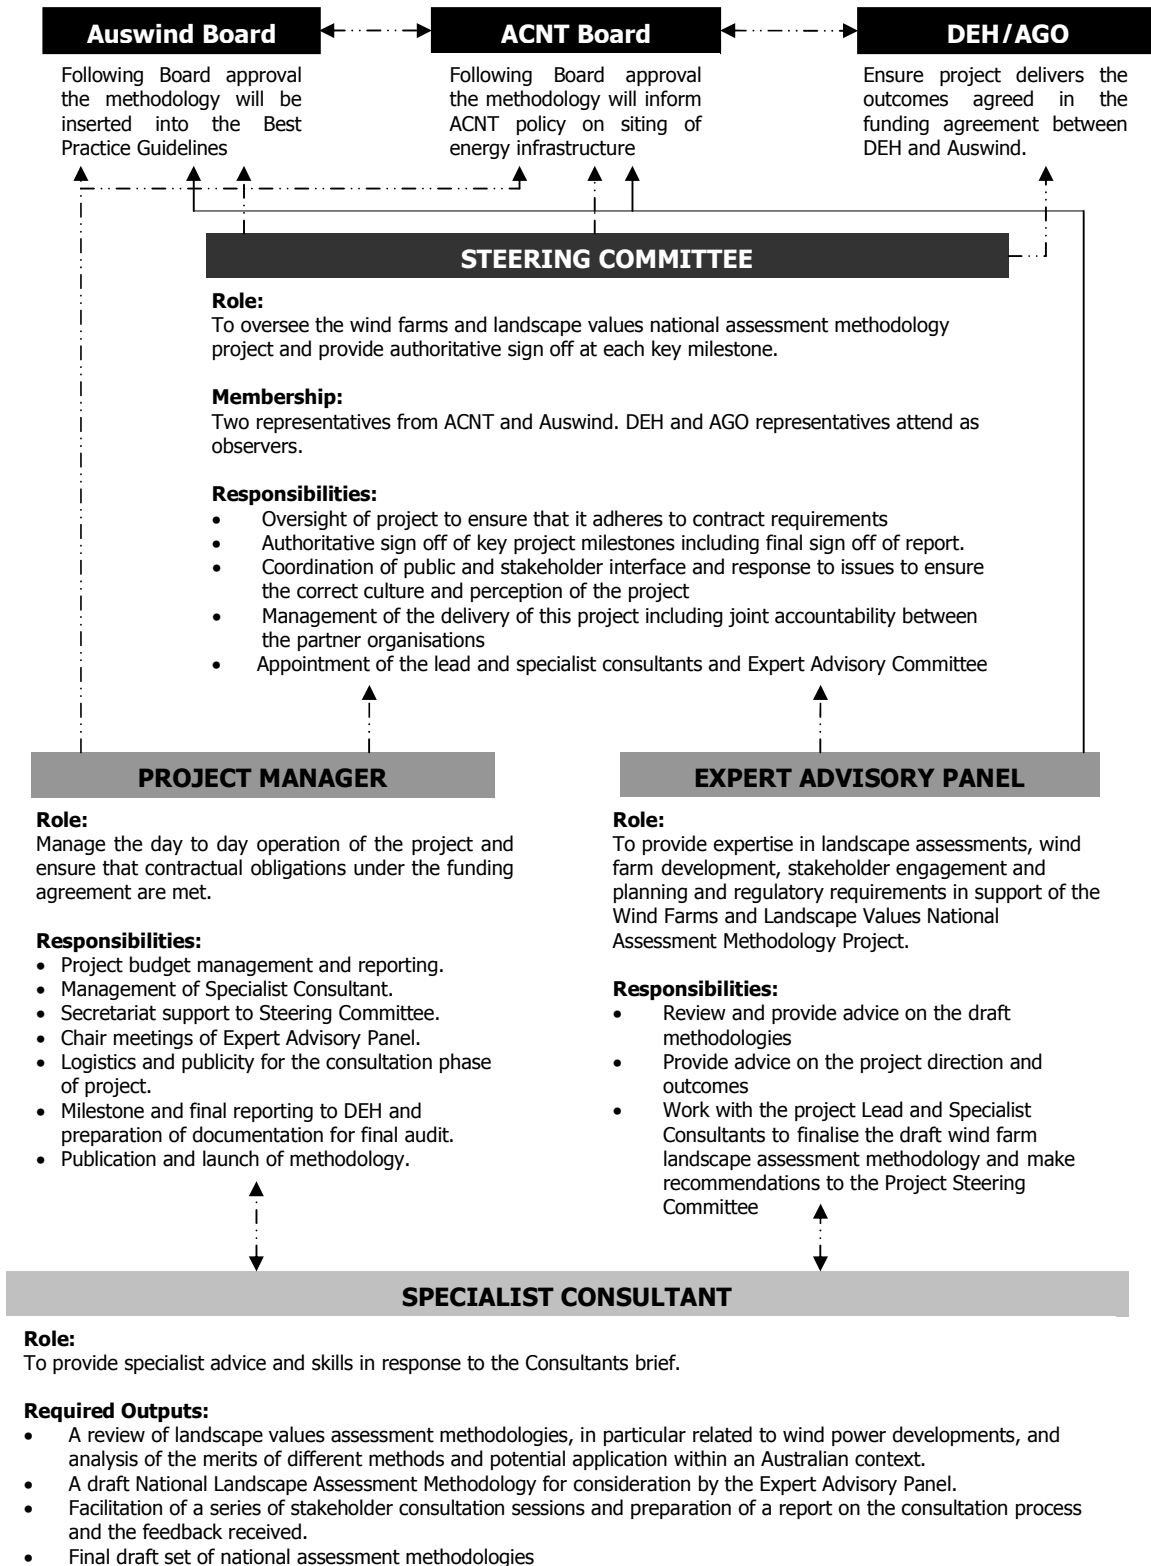 Auswind Board
ACNT Board
DEH/AGO
Following Board approval
the methodology will be
inserted into the Best
Practice Guidelines
Following Board approval
the methodology will inform
ACNT policy on siting of
energy infrastructure
Ensure project delivers the
outcomes agreed in the
funding agreement between
DEH and Auswind.
STEERING COMMITTEE
Role:
To oversee the wind farms and landscape values national assessment methodology
project and provide authoritative sign off at each key milestone.
Membership:
Two representatives from ACNT and Auswind. DEH and AGO representatives attend as
observers.
Responsibilities:
• Oversight of project to ensure that it adheres to contract requirements
• Authoritative sign off of key project milestones including final sign off of report.
• Coordination of public and stakeholder interface and response to issues to ensure
the correct culture and perception of the project
• Management of the delivery of this project including joint accountability between
the partner organisations
• Appointment of the lead and specialist consultants and Expert Advisory Committee
PROJECT MANAGER
Role:
Manage the day to day operation of the project and
ensure that contractual obligations under the funding
agreement are met.
Responsibilities:
• Project budget management and reporting.
• Management of Specialist Consultant.
• Secretariat support to Steering Committee.
• Chair meetings of Expert Advisory Panel.
• Logistics and publicity for the consultation phase
of project.
• Milestone and final reporting to DEH and
preparation of documentation for final audit.
• Publication and launch of methodology.
EXPERT ADVISORY PANEL
Role:
To provide expertise in landscape assessments, wind
farm development, stakeholder engagement and
planning and regulatory requirements in support of the
Wind Farms and Landscape Values National
Assessment Methodology Project.
Responsibilities:
• Review and provide advice on the draft
methodologies
• Provide advice on the project direction and
outcomes
• Work with the project Lead and Specialist
Consultants to finalise the draft wind farm
landscape assessment methodology and make
recommendations to the Project Steering
Committee
SPECIALIST CONSULTANT
Role:
To provide specialist advice and skills in response to the Consultants brief.
Required Outputs:
• A review of landscape values assessment methodologies, in particular related to wind power developments, and
analysis of the merits of different methods and potential application within an Australian context.
• A draft National Landscape Assessment Methodology for consideration by the Expert Advisory Panel.
• Facilitation of a series of stakeholder consultation sessions and preparation of a report on the consultation process
and the feedback received.
• Final draft set of national assessment methodologies